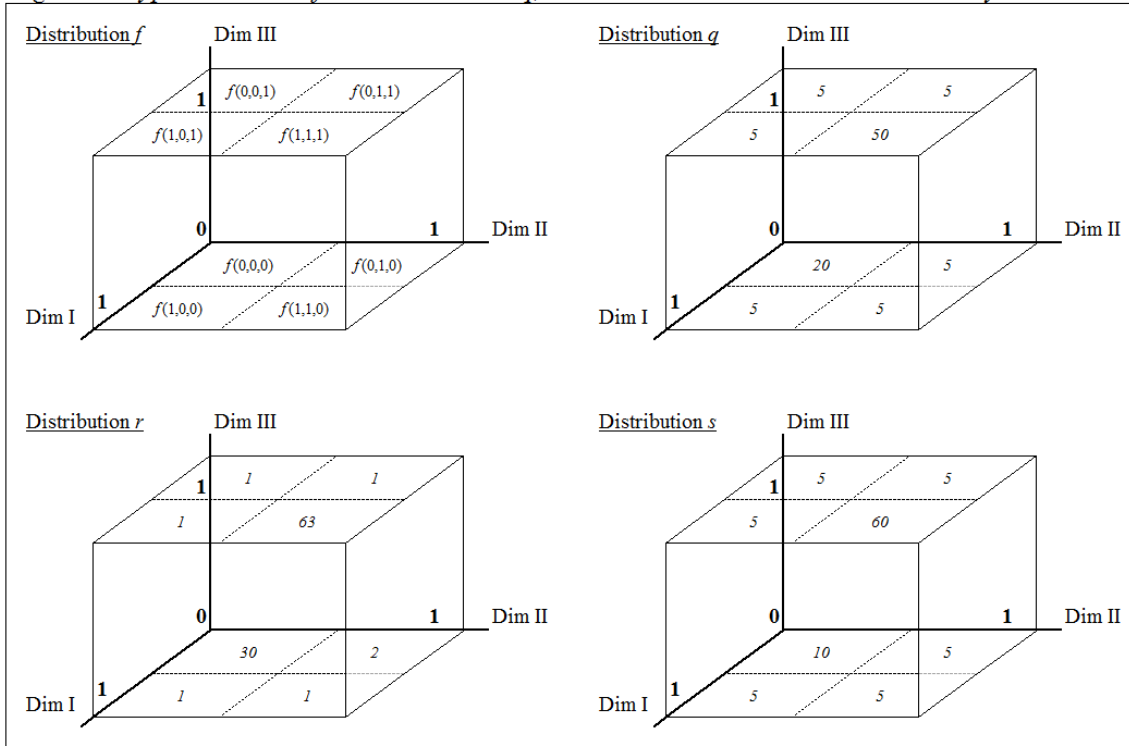 Distribution f
Dim III
1
f(0,0,1)
f(0,1,1)
f(1,0,1)
f(1,1,1)
0
1
Dim II
f(0,0,0)
f(0,1,0)
1
f(1,0,0)
f(1,1,0)
Dim I
Distribution q
Dim III
1
5
5
5
50
0
1
Dim II
20
5
1
5
5
Dim I
Distribution r
Dim III
1
1
1
1
63
0
1
Dim II
30
2
1
1
1
Dim I
Distribution s
Dim III
1
5
5
5
60
0
1
Dim II
10
5
1
5
5
Dim I